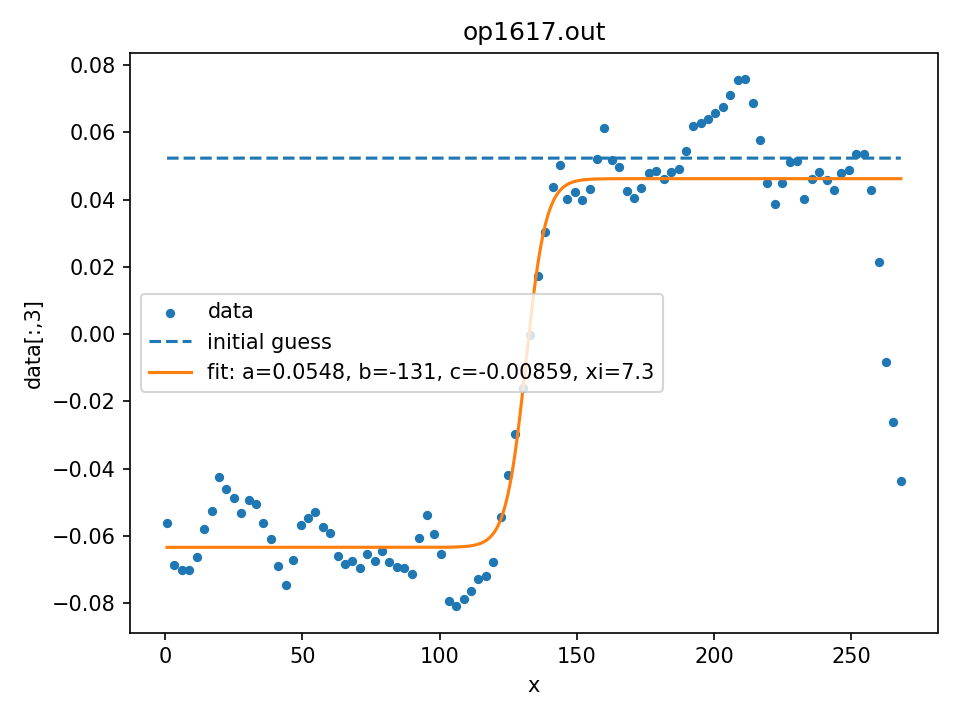 op1617.out
data[:,3]
0.08
0.06
0.04
0.02
0.00
−0.02
−0.04
−0.06
−0.08
data
initial guess
fit: a=0.0548, b=-131, c=-0.00859, xi=7.3
0 50 100 150 200 250
x